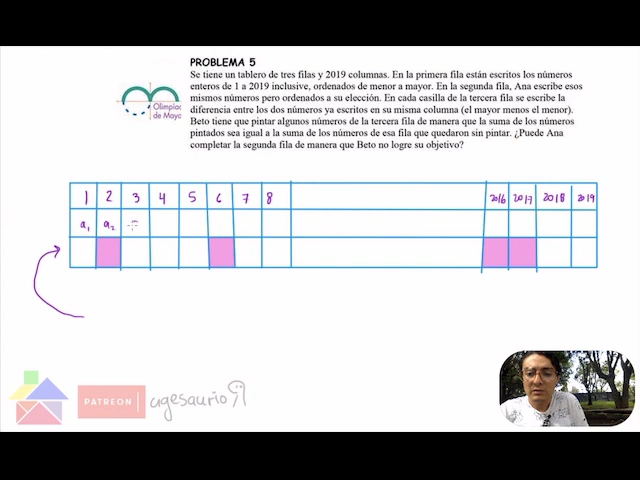 PROBLEMA 5
Se tiene un tablero de tres filas y 2019 columnas. En la primera fila están escritos los números
enteros de 1 a 2019 inclusive, ordenados de menor a mayor. En la segunda fila, Ana escribe esos
mismos números pero ordenados a su elección. En cada casilla de la tercera fila se escribe la
diferencia entre los dos números ya escritos en su misma columna (el mayor menos el menor).
Beto tiene que pintar algunos números de la tercera fila de manera que la suma de los números
pintados sea igual a la suma de los números de esa fila que quedaron sin pintar. ¿Puede Ana
completar la segunda fila de manera que Beto no logre su objetivo?
Olimpiad
de Mayo
1 2 3 4 5 6 7 8 2016 2017 2018 2019
a₁ a₂
PATREON agesaurio